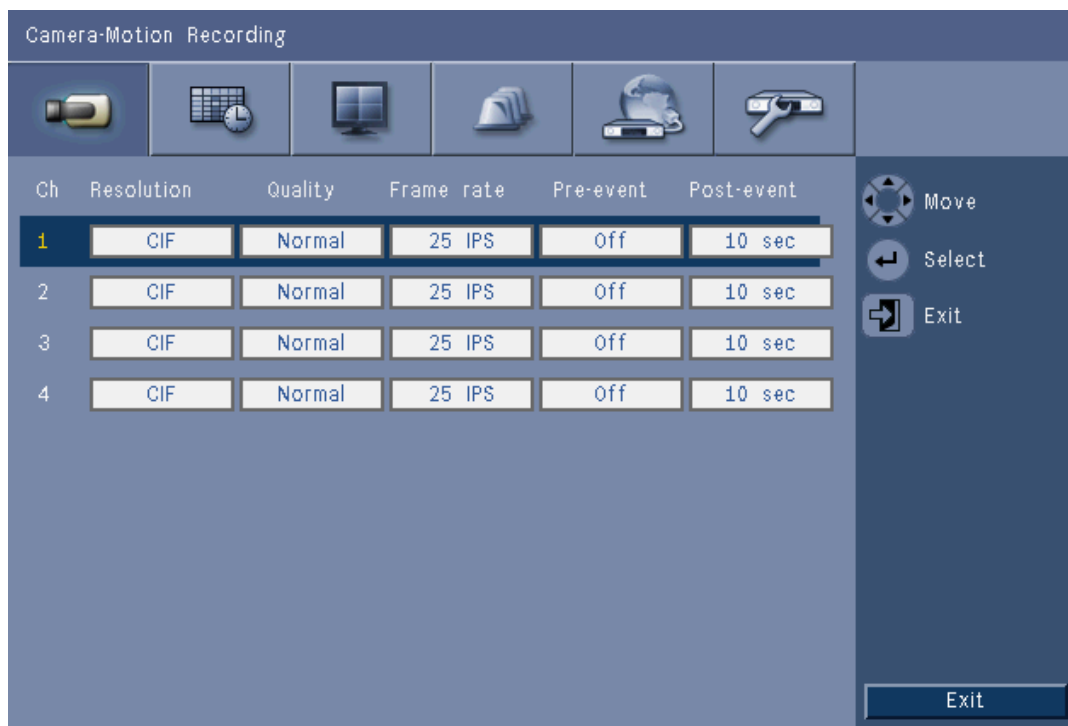 Camera-Motion Recording
Ch Resolution Quality Frame rate Pre-event Post-event
1 CIF Normal 25 IPS Off 10 sec
2 CIF Normal 25 IPS Off 10 sec
3 CIF Normal 25 IPS Off 10 sec
4 CIF Normal 25 IPS Off 10 sec
Move
Select
Exit
Exit